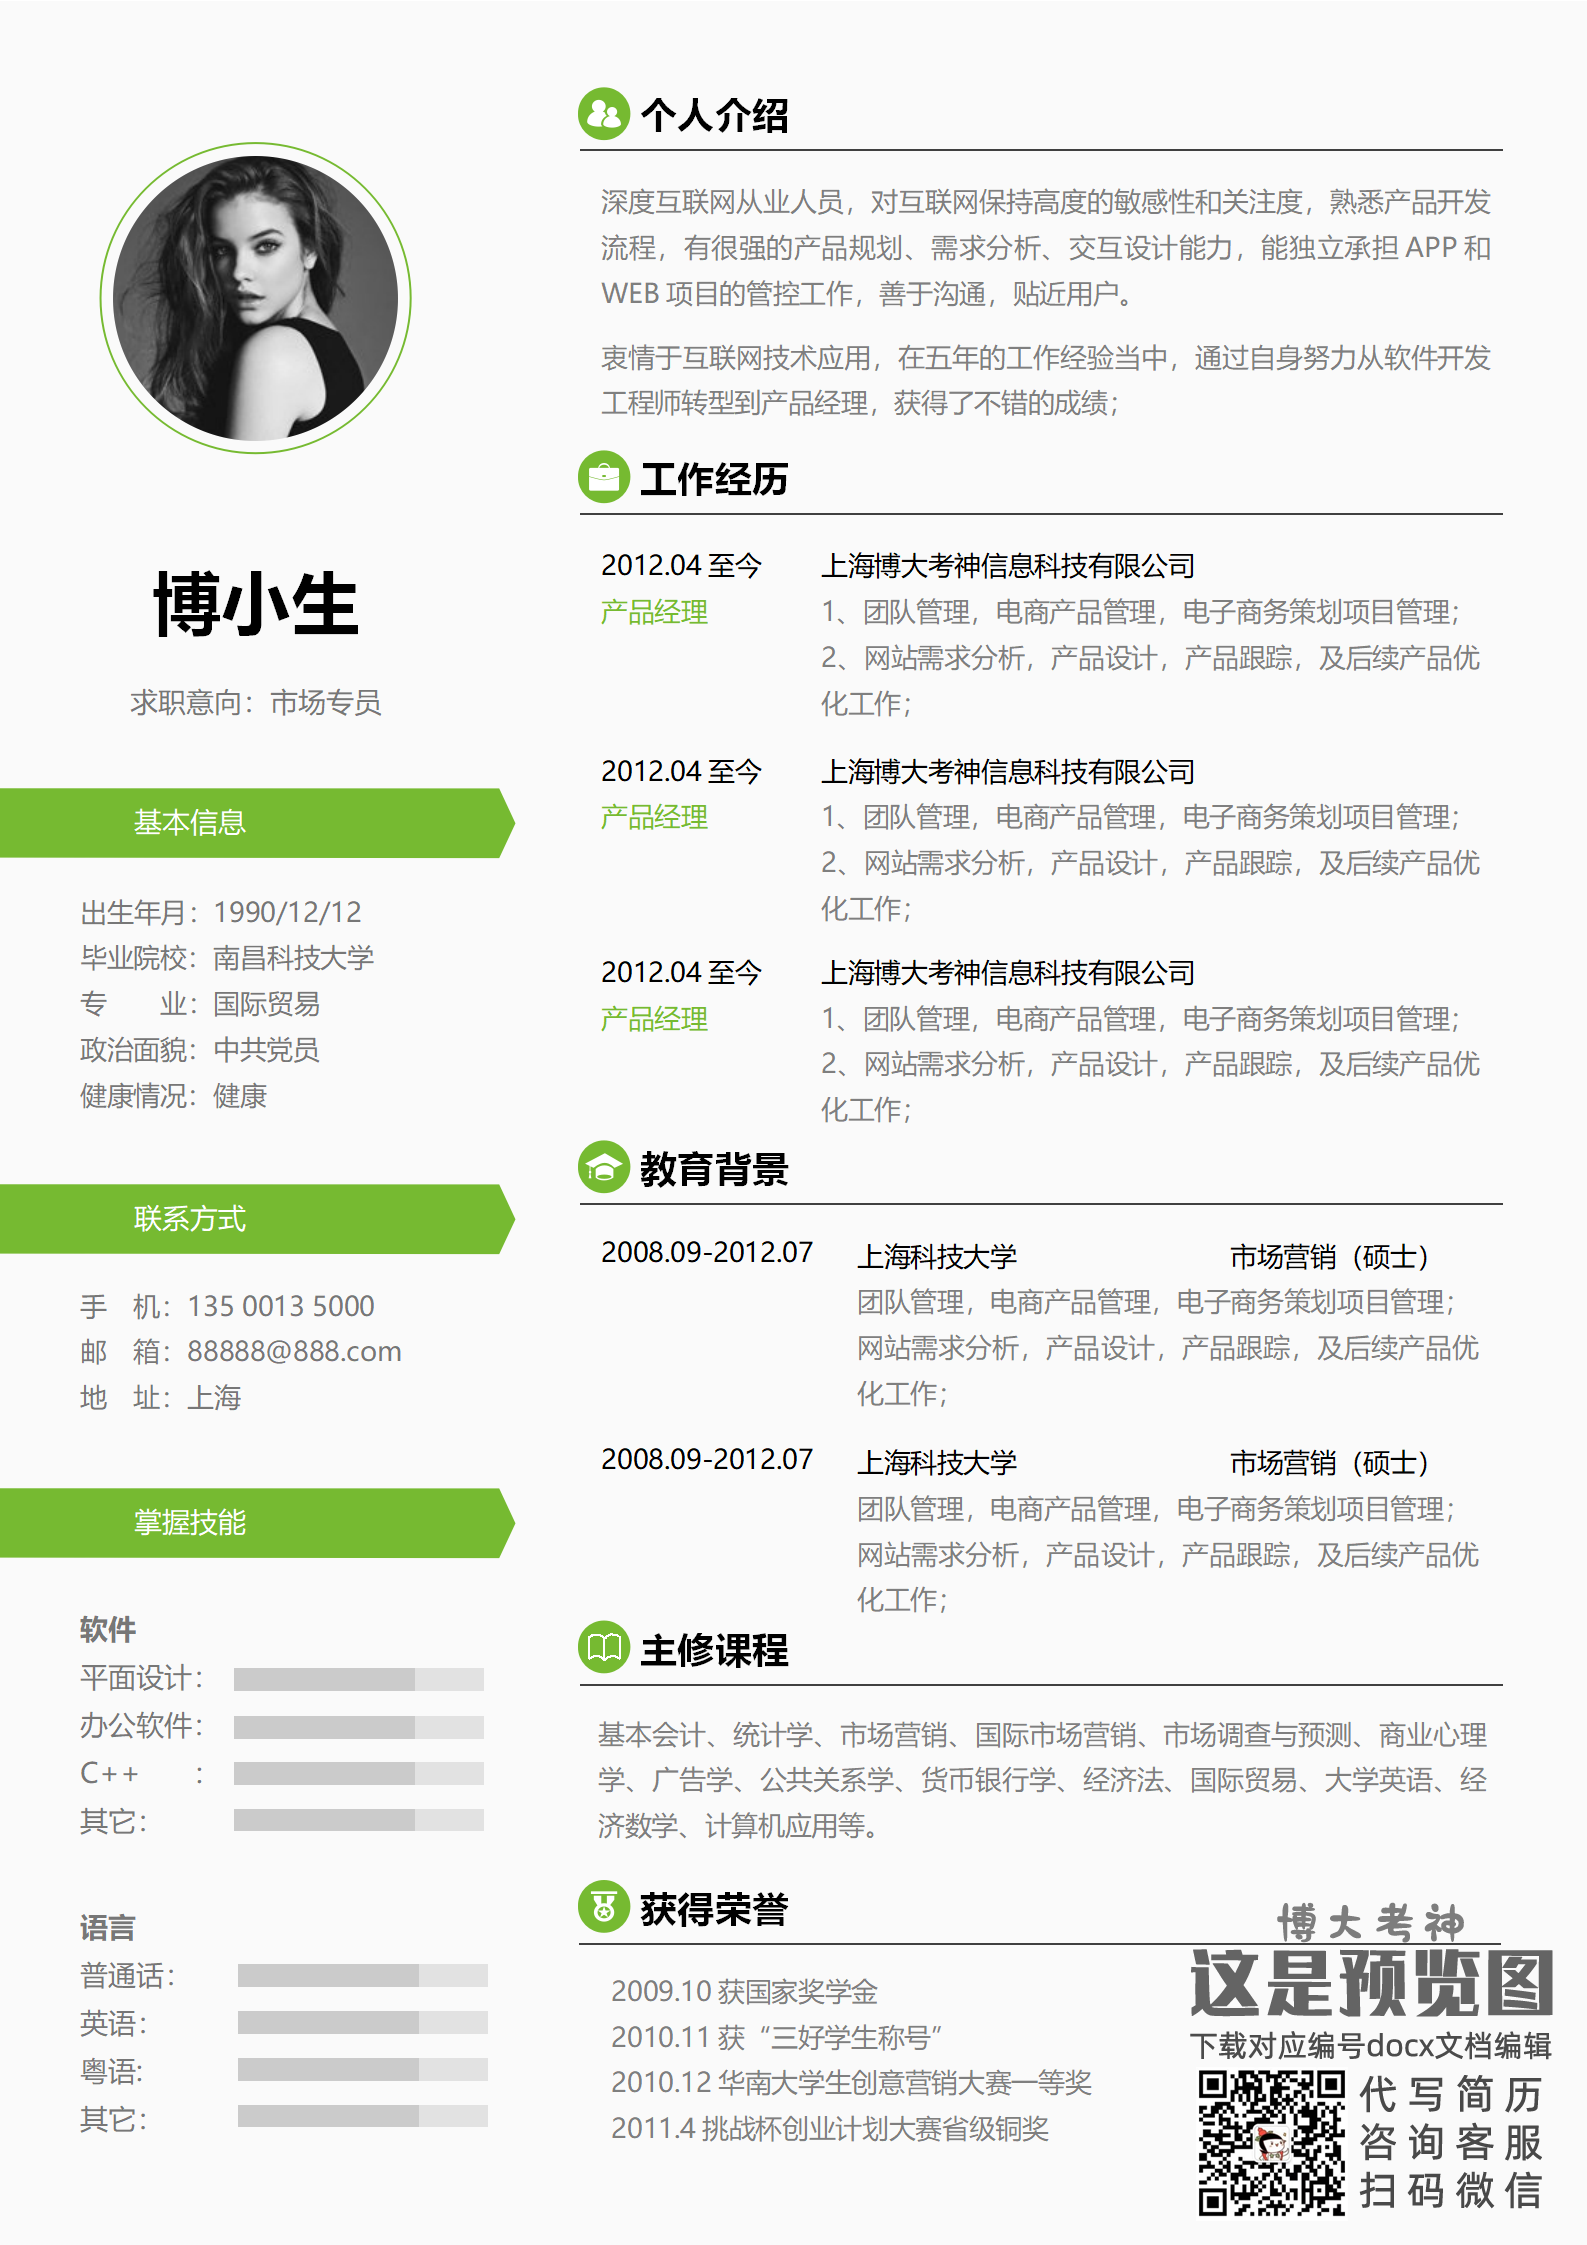 博小生
求职意向：市场专员
基本信息
出生年月：1990/12/12
毕业院校：南昌科技大学
专　　业：国际贸易
政治面貌：中共党员
健康情况：健康
联系方式
手　机：135 0013 5000
邮　箱：88888@888.com
地　址：上海
掌握技能
软件
平面设计：
办公软件：
C++　　：
其它：
语言
普通话：
英语：
粤语：
其它：
个人介绍
深度互联网从业人员，对互联网保持高度的敏感性和关注度，熟悉产品开发
流程，有很强的产品规划、需求分析、交互设计能力，能独立承担 APP 和
WEB 项目的管控工作，善于沟通，贴近用户。
衷情于互联网技术应用，在五年的工作经验当中，通过自身努力从软件开发
工程师转型到产品经理，获得了不错的成绩；
工作经历
2012.04 至今　上海博大考神信息科技有限公司
产品经理　1、团队管理，电商产品管理，电子商务策划项目管理；
2、网站需求分析，产品设计，产品跟踪，及后续产品优
化工作；
2012.04 至今　上海博大考神信息科技有限公司
产品经理　1、团队管理，电商产品管理，电子商务策划项目管理；
2、网站需求分析，产品设计，产品跟踪，及后续产品优
化工作；
2012.04 至今　上海博大考神信息科技有限公司
产品经理　1、团队管理，电商产品管理，电子商务策划项目管理；
2、网站需求分析，产品设计，产品跟踪，及后续产品优
化工作；
教育背景
2008.09-2012.07　上海科技大学　市场营销（硕士）
团队管理，电商产品管理，电子商务策划项目管理；
网站需求分析，产品设计，产品跟踪，及后续产品优
化工作；
2008.09-2012.07　上海科技大学　市场营销（硕士）
团队管理，电商产品管理，电子商务策划项目管理；
网站需求分析，产品设计，产品跟踪，及后续产品优
化工作；
主修课程
基本会计、统计学、市场营销、国际市场营销、市场调查与预测、商业心理
学、广告学、公共关系学、货币银行学、经济法、国际贸易、大学英语、经
济数学、计算机应用等。
获得荣誉
2009.10 获国家奖学金
2010.11 获“三好学生称号”
2010.12 华南大学生创意营销大赛一等奖
2011.4 挑战杯创业计划大赛省级铜奖
博大考神
这是预览图
下载对应编号docx文档编辑
代写简历
咨询客服
扫码微信